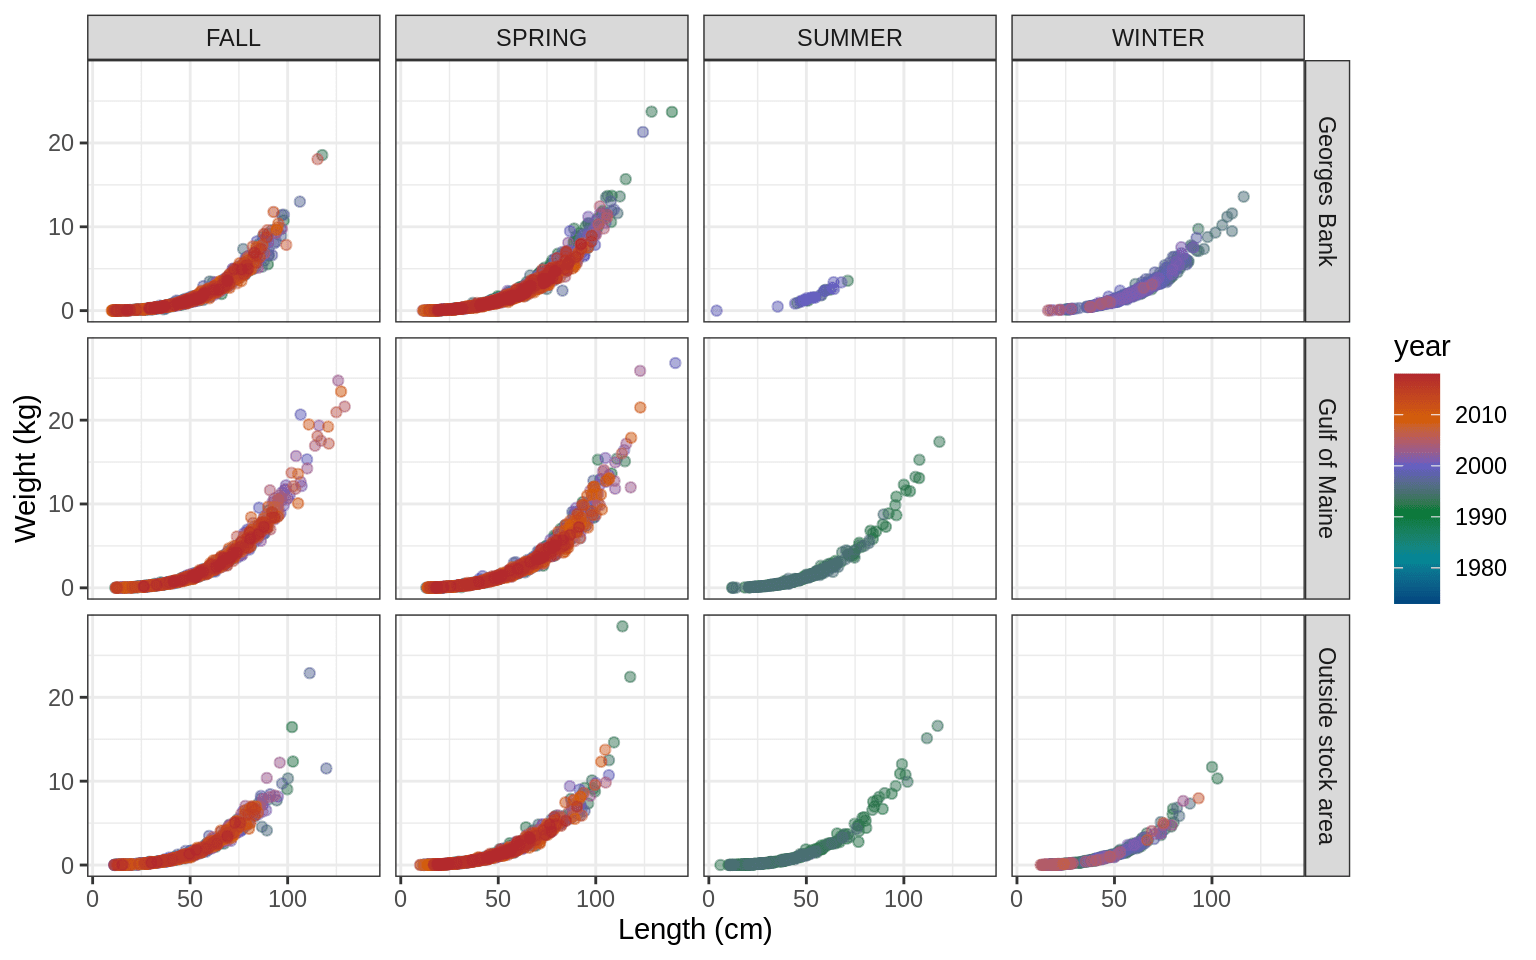 FALL SPRING SUMMER WINTER
Georges Bank
20
10
0
Gulf of Maine
20
10
0
Outside stock area
20
10
0
Weight (kg)
0 50 100 0 50 100 0 50 100 0 50 100
Length (cm)
year
2010
2000
1990
1980